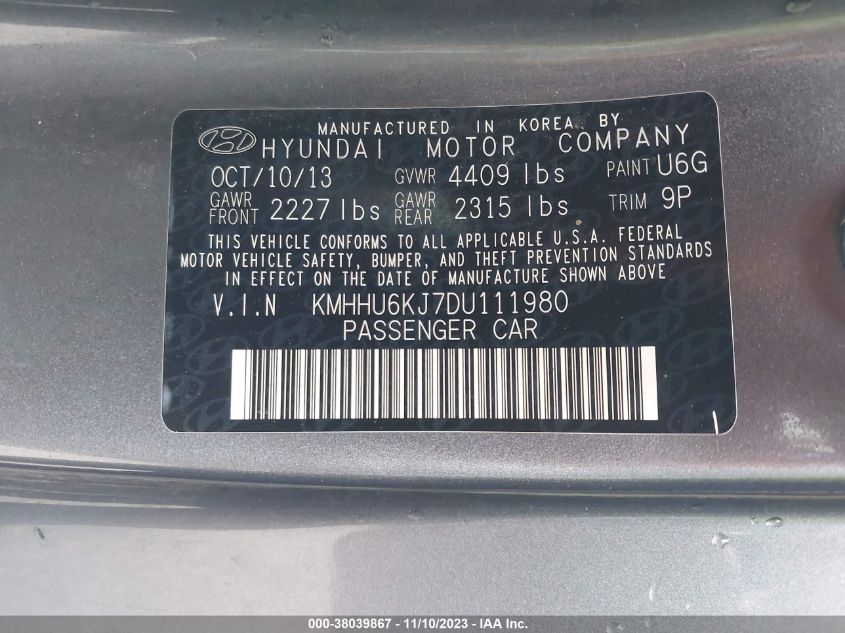 MANUFACTURED IN KOREA BY
HYUNDAI MOTOR COMPANY
OCT/10/13 GVWR 4409 lbs PAINT U6G
GAWR FRONT 2227 lbs GAWR REAR 2315 lbs TRIM 9P
THIS VEHICLE CONFORMS TO ALL APPLICABLE U.S.A. FEDERAL
MOTOR VEHICLE SAFETY, BUMPER, AND THEFT PREVENTION STANDARDS
IN EFFECT ON THE DATE OF MANUFACTURE SHOWN ABOVE
V.I.N KMHHU6KJ7DU111980
PASSENGER CAR
000-38039867 - 11/10/2023 - IAA Inc.